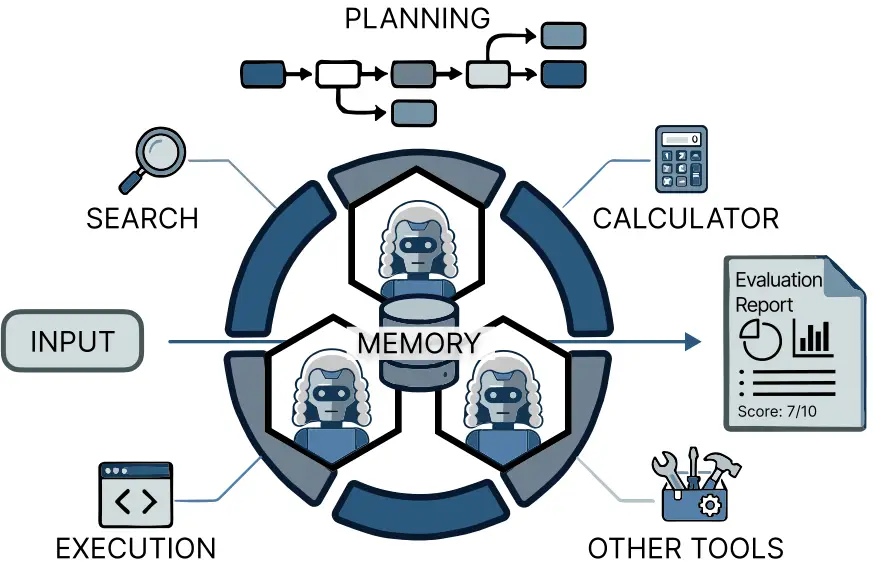 PLANNING
SEARCH
CALCULATOR
INPUT
MEMORY
Evaluation
Report
Score: 7/10
EXECUTION
OTHER TOOLS